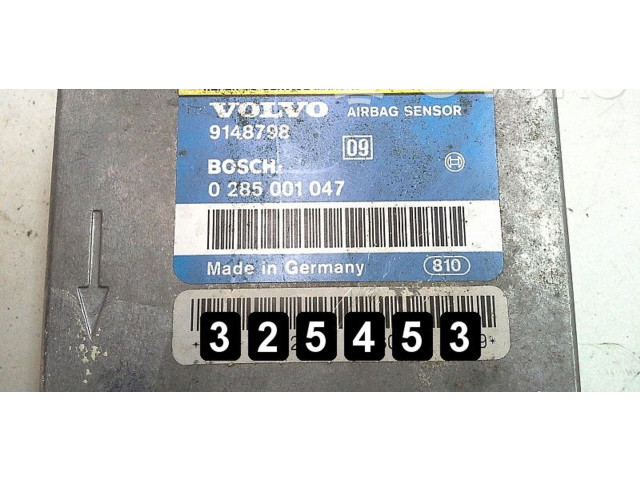 VOLVO AIRBAG SENSOR
9148798
09
BOSCH
0 285 001 047
Made in Germany 810
325453